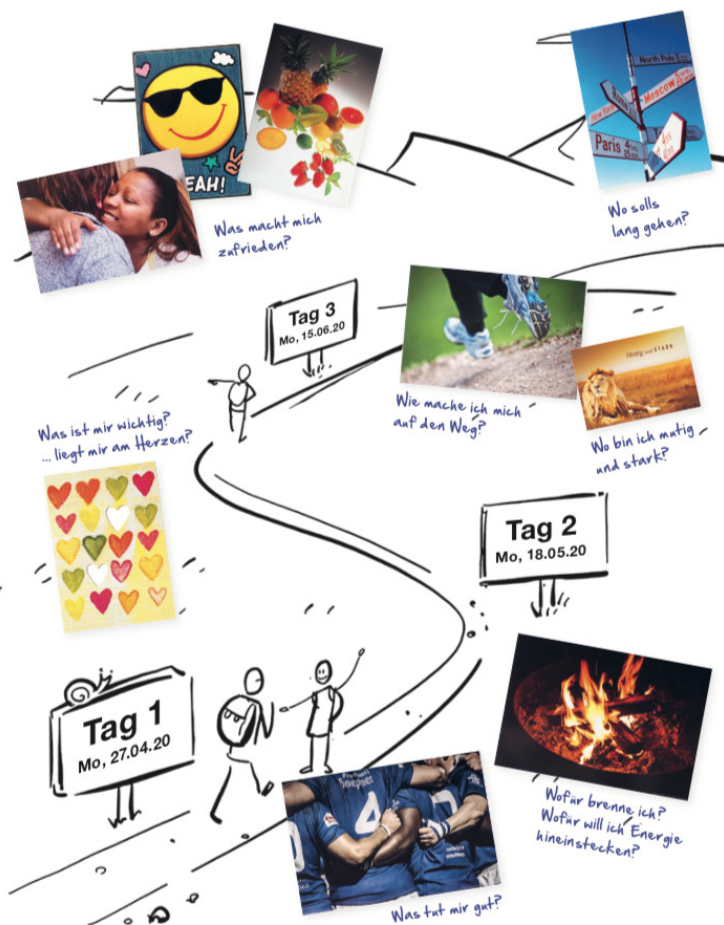 YEAH!
North Pole
Rome
Moscow
New York
Paris 4hrs
Was macht mich
zufrieden?
Wo solls
lang gehen?
Tag 3
Mo, 15.06.20
Mutig und STARK
Wie mache ich mich
auf den Weg?
Wo bin ich mutig
und stark?
Was ist mir wichtig?
... liegt mir am Herzen?
Tag 2
Mo, 18.05.20
Tag 1
Mo, 27.04.20
4
Wofür brenne ich?
Wofür will ich Energie
hineinstecken?
Was tut mir gut?